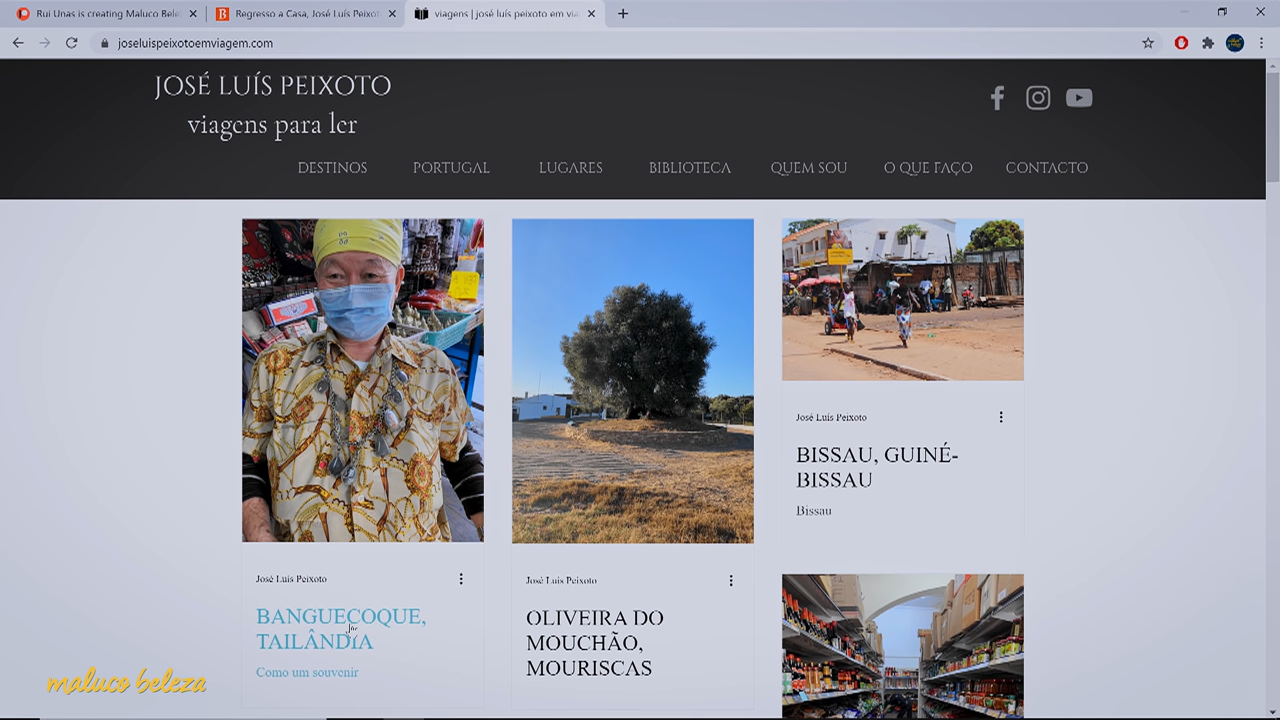 Rui Unas is creating Maluco Bele
Regresso a Casa, José Luís Peixot
viagens | josé luís peixoto em via
joseluispeixotoemviagem.com
JOSÉ LUÍS PEIXOTO
viagens para ler
DESTINOS PORTUGAL LUGARES BIBLIOTECA QUEM SOU O QUE FAÇO CONTACTO
José Luís Peixoto
BANGUECOQUE,
TAILÂNDIA
Como um souvenir
José Luís Peixoto
OLIVEIRA DO
MOUCHÃO,
MOURISCAS
José Luís Peixoto
BISSAU, GUINÉ-
BISSAU
Bissau
maluco beleza